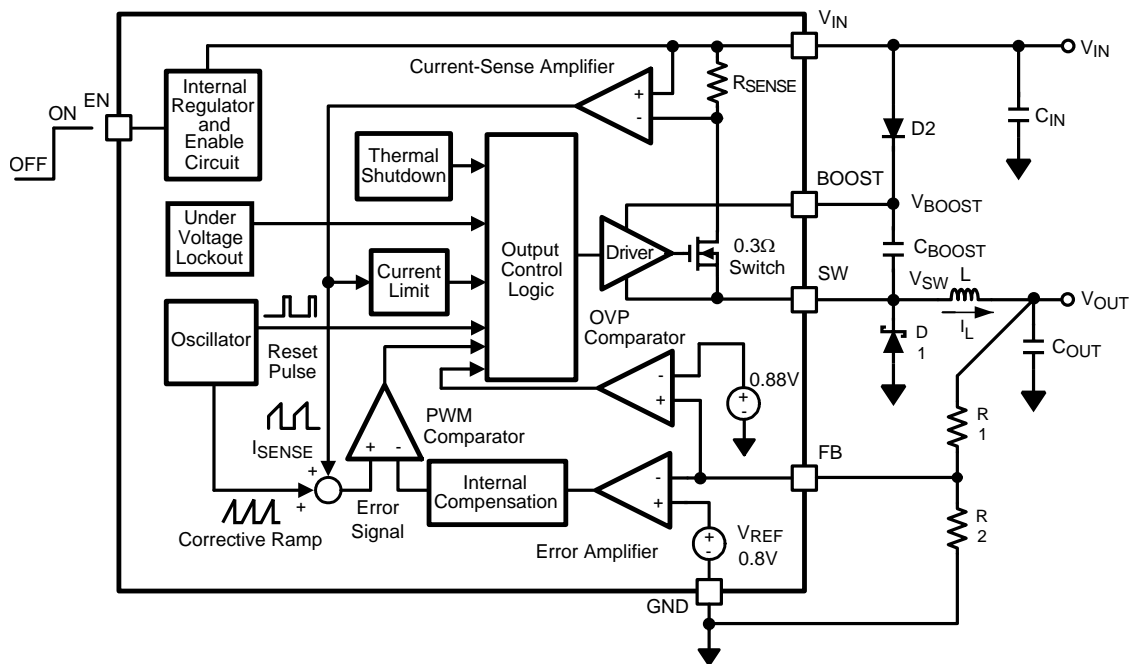 VIN
VIN
Current-Sense Amplifier
RSENSE
EN
ON
OFF
Internal
Regulator
and
Enable
Circuit
+
-
D2
CIN
Thermal
Shutdown
BOOST
VBOOST
Under
Voltage
Lockout
Output
Control
Logic
Driver
0.3Ω
Switch
CBOOST
Current
Limit
SW
VSW
L
IL
VOUT
Oscillator
Reset
Pulse
OVP
Comparator
D
1
COUT
-
+
0.88V
+
-
ISENSE
PWM
Comparator
+
-
R
1
FB
+
+
Internal
Compensation
-
+
Error
Signal
Corrective Ramp
Error Amplifier
+
-
VREF
0.8V
R
2
GND